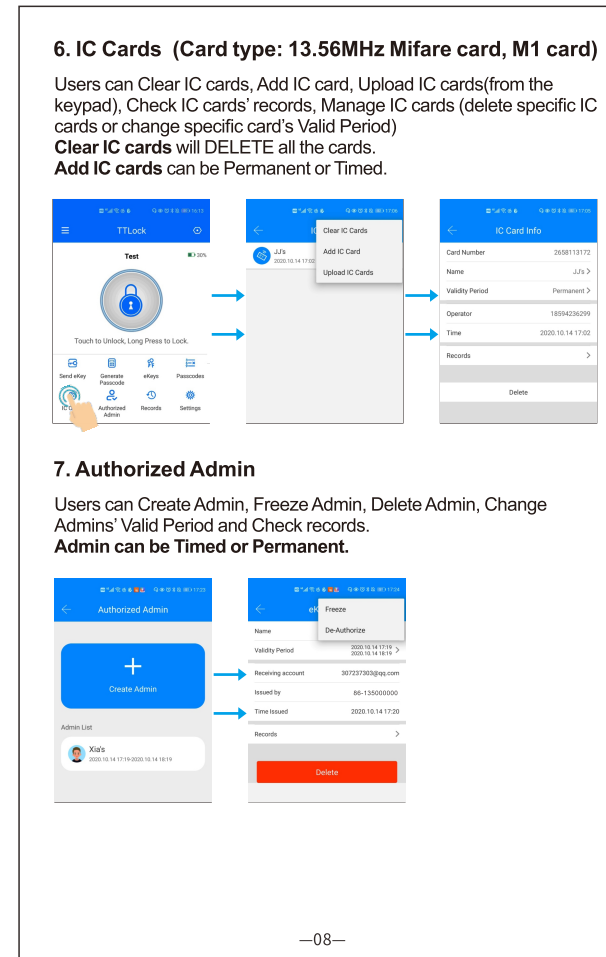 6. IC Cards (Card type: 13.56MHz Mifare card, M1 card)
Users can Clear IC cards, Add IC card, Upload IC cards(from the
keypad), Check IC cards' records, Manage IC cards (delete specific IC
cards or change specific card's Valid Period)
Clear IC cards will DELETE all the cards.
Add IC cards can be Permanent or Timed.
15:13
TTLock
Test
30%
Touch to Unlock, Long Press to Lock.
Send eKey
Generate
Passcode
eKeys
Passcodes
Authorized
Admin
Records
Settings
17:06
Clear IC Cards
Add IC Card
Upload IC Cards
JJ's
2020.10.14 17:02
17:05
IC Card Info
Card Number 2658113172
Name JJ's >
Validity Period Permanent >
Operator 18594236299
Time 2020.10.14 17:02
Records >
Delete
7. Authorized Admin
Users can Create Admin, Freeze Admin, Delete Admin, Change
Admins' Valid Period and Check records.
Admin can be Timed or Permanent.
17:23
Authorized Admin
Create Admin
Admin List
Xia's
2020.10.14 17:19-2020.10.14 18:19
17:24
Freeze
De-Authorize
Name
Validity Period 2020.10.14 17:19
2020.10.14 18:19 >
Receiving account 307237303@qq.com
Issued by 86-135000000
Time Issued 2020.10.14 17:20
Records >
Delete
—08—